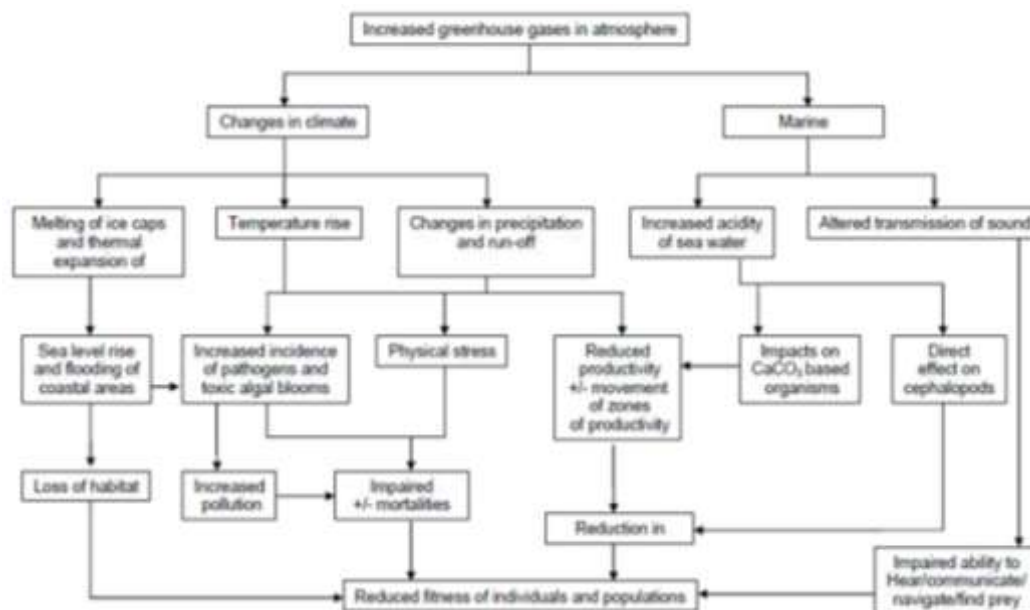 Increased greenhouse gases in atmosphere
Changes in climate
Marine
Melting of ice caps
and thermal
expansion of
Temperature rise
Changes in precipitation
and run-off
Increased acidity
of sea water
Altered transmission of sound
Sea level rise
and flooding of
coastal areas
Increased incidence
of pathogens and
toxic algal blooms
Physical stress
Reduced
productivity
+/- movement
of zones
of productivity
Impacts on
CaCO₃ based
organisms
Direct
effect on
cephalopods
Loss of habitat
Increased
pollution
Impaired
+/- mortalities
Reduction in
Impaired ability to
Hear/communicate/
navigate/find prey
Reduced fitness of individuals and populations